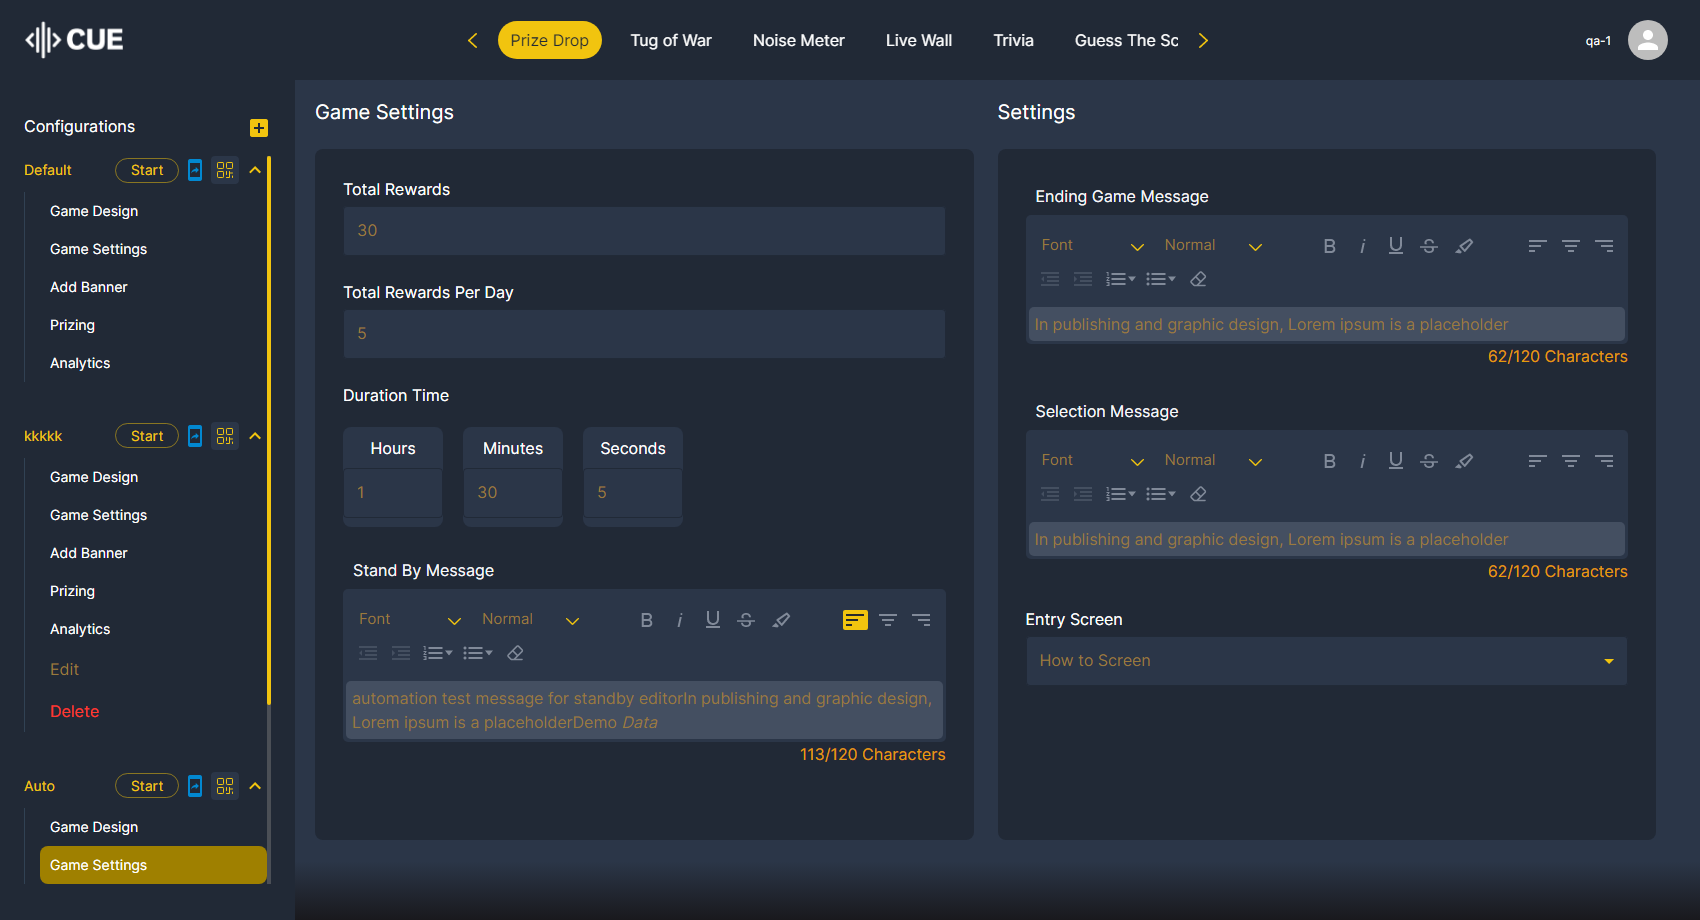 CUE
Prize Drop
Tug of War
Noise Meter
Live Wall
Trivia
Guess The Sc
qa-1
Configurations
Default
Start
Game Design
Game Settings
Add Banner
Prizing
Analytics
kkkkk
Start
Game Design
Game Settings
Add Banner
Prizing
Analytics
Edit
Delete
Auto
Start
Game Design
Game Settings
Game Settings
Total Rewards
30
Total Rewards Per Day
5
Duration Time
Hours
Minutes
Seconds
1
30
5
Stand By Message
Font
Normal
B i U S
automation test message for standby editorIn publishing and graphic design,
Lorem ipsum is a placeholderDemo Data
113/120 Characters
Settings
Ending Game Message
Font
Normal
B i U S
In publishing and graphic design, Lorem ipsum is a placeholder
62/120 Characters
Selection Message
Font
Normal
B i U S
In publishing and graphic design, Lorem ipsum is a placeholder
62/120 Characters
Entry Screen
How to Screen